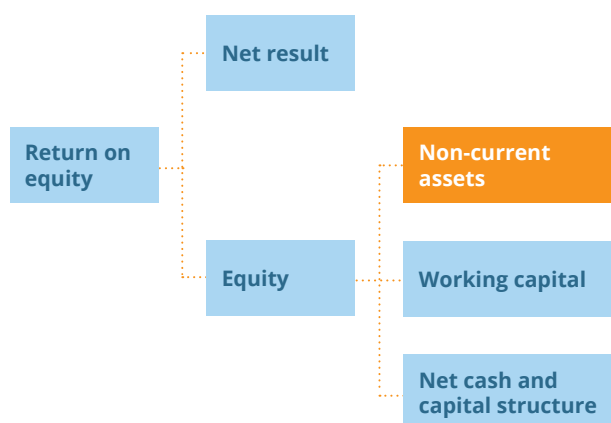 Net result
Return on
equity
Non-current
assets
Equity
Working capital
Net cash and
capital structure